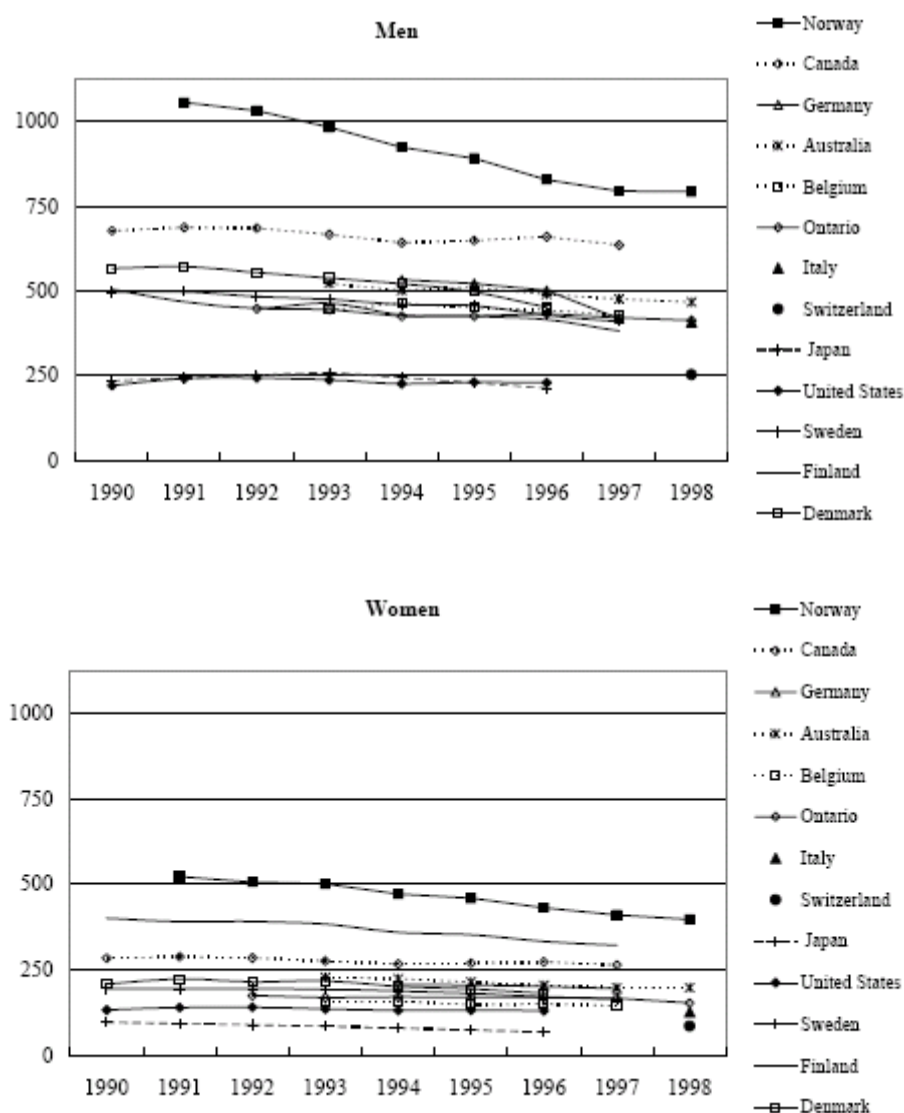 Men
1000
750
500
250
0
1990 1991 1992 1993 1994 1995 1996 1997 1998
Norway
Canada
Germany
Australia
Belgium
Ontario
Italy
Switzerland
Japan
United States
Sweden
Finland
Denmark
Women
1000
750
500
250
0
1990 1991 1992 1993 1994 1995 1996 1997 1998
Norway
Canada
Germany
Australia
Belgium
Ontario
Italy
Switzerland
Japan
United States
Sweden
Finland
Denmark